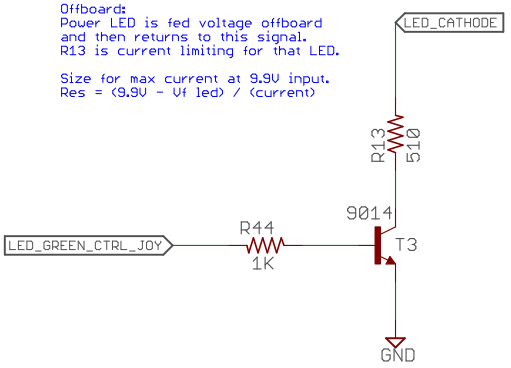 Offboard:
Power LED is fed voltage offboard
and then returns to this signal.
R13 is current limiting for that LED.
Size for max current at 9.9V input.
Res = (9.9V - Vf led) / (current)
LED_CATHODE
R13
510
9014
T3
R44
1K
LED_GREEN_CTRL_JOY
GND